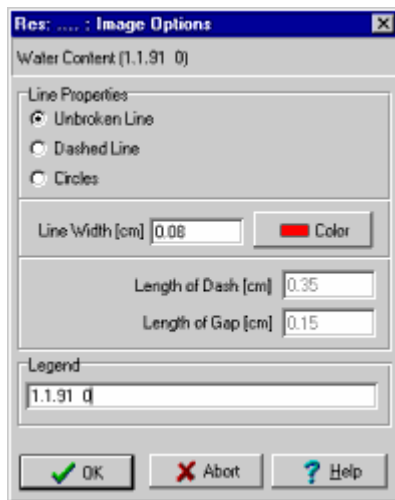 Res: .... : Image Options
Water Content (1.1.91 0)
Line Properties
Unbroken Line
Dashed Line
Circles
Line Width [cm] 0.08 Color
Length of Dash [cm] 0.35
Length of Gap [cm] 0.15
Legend
1.1.91 0
OK Abort Help